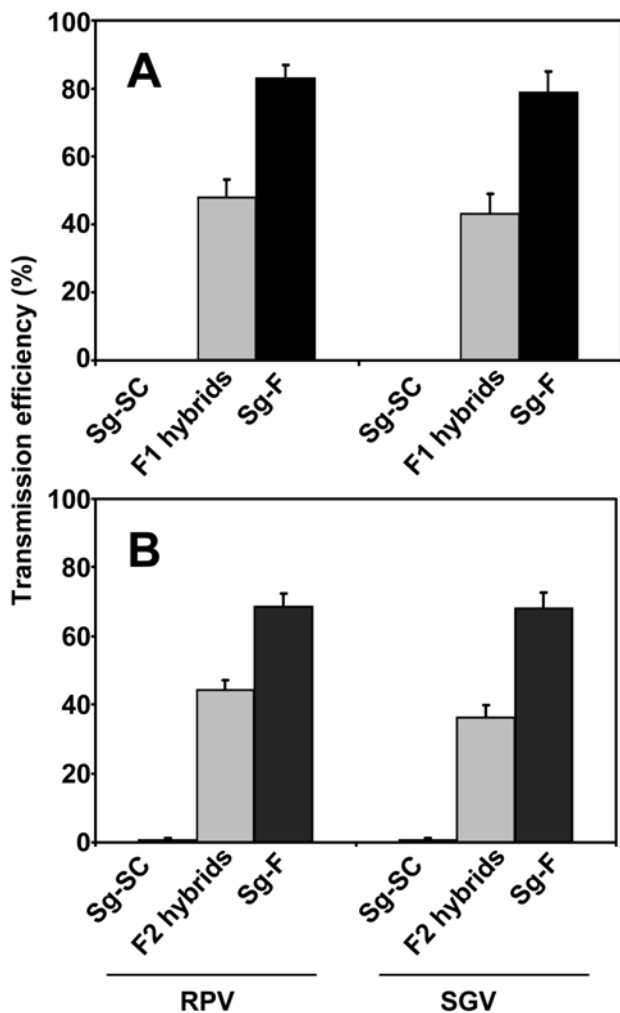 Transmission efficiency (%)
100
80
60
40
20
0
A
Sg-SC
F1 hybrids
Sg-F
Sg-SC
F1 hybrids
Sg-F
100
80
60
40
20
0
B
Sg-SC
F2 hybrids
Sg-F
Sg-SC
F2 hybrids
Sg-F
RPV
SGV